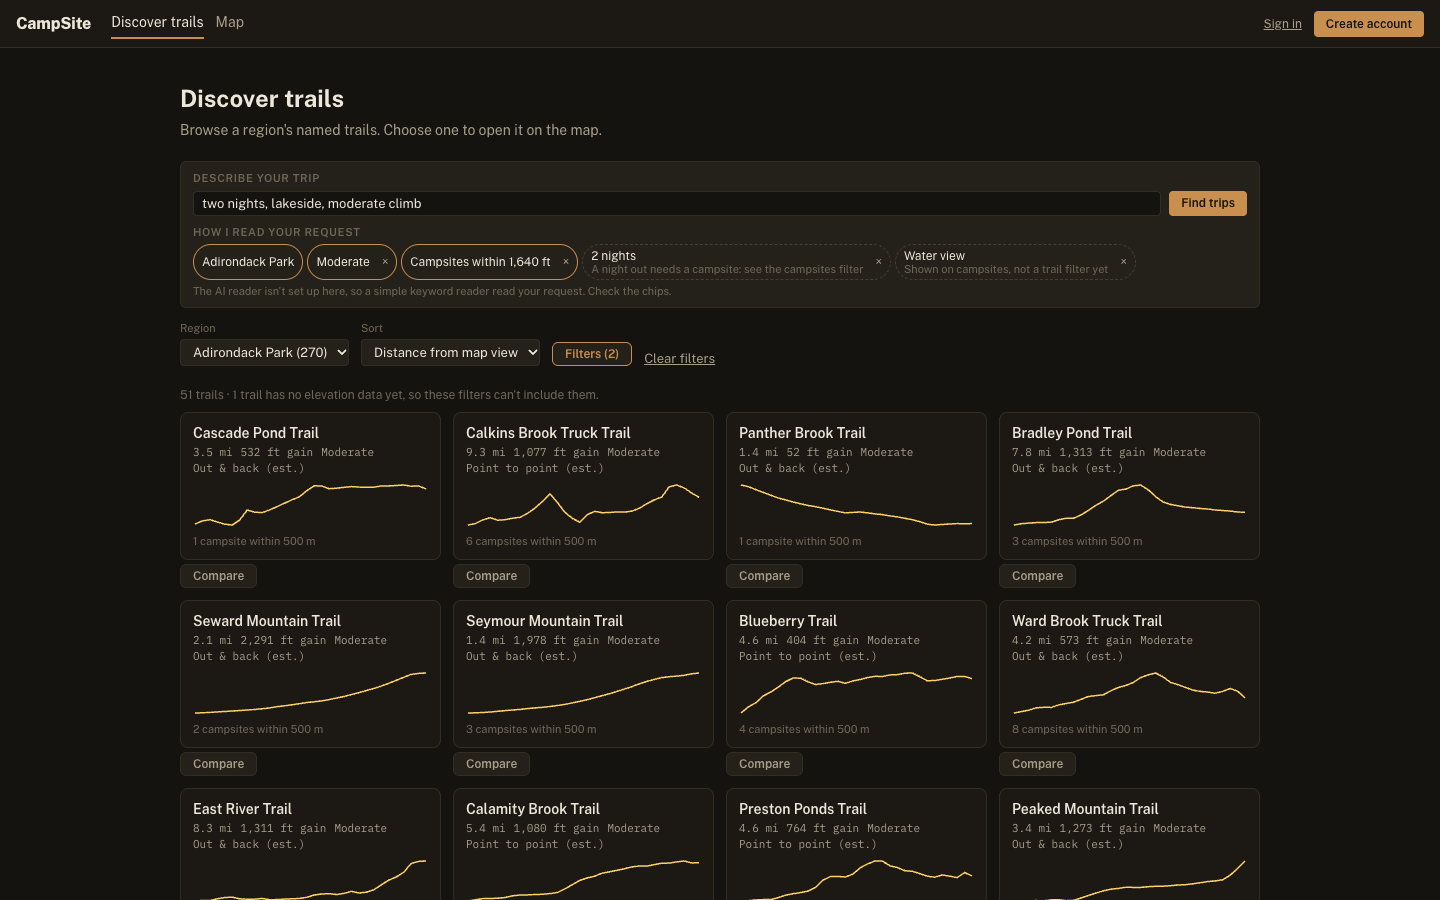 CampSite Discover trails Map Sign in Create account
Discover trails
Browse a region's named trails. Choose one to open it on the map.
DESCRIBE YOUR TRIP
two nights, lakeside, moderate climb Find trips
HOW I READ YOUR REQUEST
Adirondack Park Moderate × Campsites within 1,640 ft × 2 nights × Water view ×
A night out needs a campsite: see the campsites filter Shown on campsites, not a trail filter yet
The AI reader isn't set up here, so a simple keyword reader read your request. Check the chips.
Region Sort
Adirondack Park (270) Distance from map view Filters (2) Clear filters
51 trails · 1 trail has no elevation data yet, so these filters can't include them.
Cascade Pond Trail
3.5 mi 532 ft gain Moderate
Out & back (est.)
1 campsite within 500 m
Compare
Calkins Brook Truck Trail
9.3 mi 1,077 ft gain Moderate
Point to point (est.)
6 campsites within 500 m
Compare
Panther Brook Trail
1.4 mi 52 ft gain Moderate
Out & back (est.)
1 campsite within 500 m
Compare
Bradley Pond Trail
7.8 mi 1,313 ft gain Moderate
Out & back (est.)
3 campsites within 500 m
Compare
Seward Mountain Trail
2.1 mi 2,291 ft gain Moderate
Out & back (est.)
2 campsites within 500 m
Compare
Seymour Mountain Trail
1.4 mi 1,978 ft gain Moderate
Out & back (est.)
3 campsites within 500 m
Compare
Blueberry Trail
4.6 mi 404 ft gain Moderate
Point to point (est.)
4 campsites within 500 m
Compare
Ward Brook Truck Trail
4.2 mi 573 ft gain Moderate
Out & back (est.)
8 campsites within 500 m
Compare
East River Trail
8.3 mi 1,311 ft gain Moderate
Out & back (est.)
Calamity Brook Trail
5.4 mi 1,080 ft gain Moderate
Point to point (est.)
Preston Ponds Trail
4.6 mi 764 ft gain Moderate
Point to point (est.)
Peaked Mountain Trail
3.4 mi 1,273 ft gain Moderate
Out & back (est.)